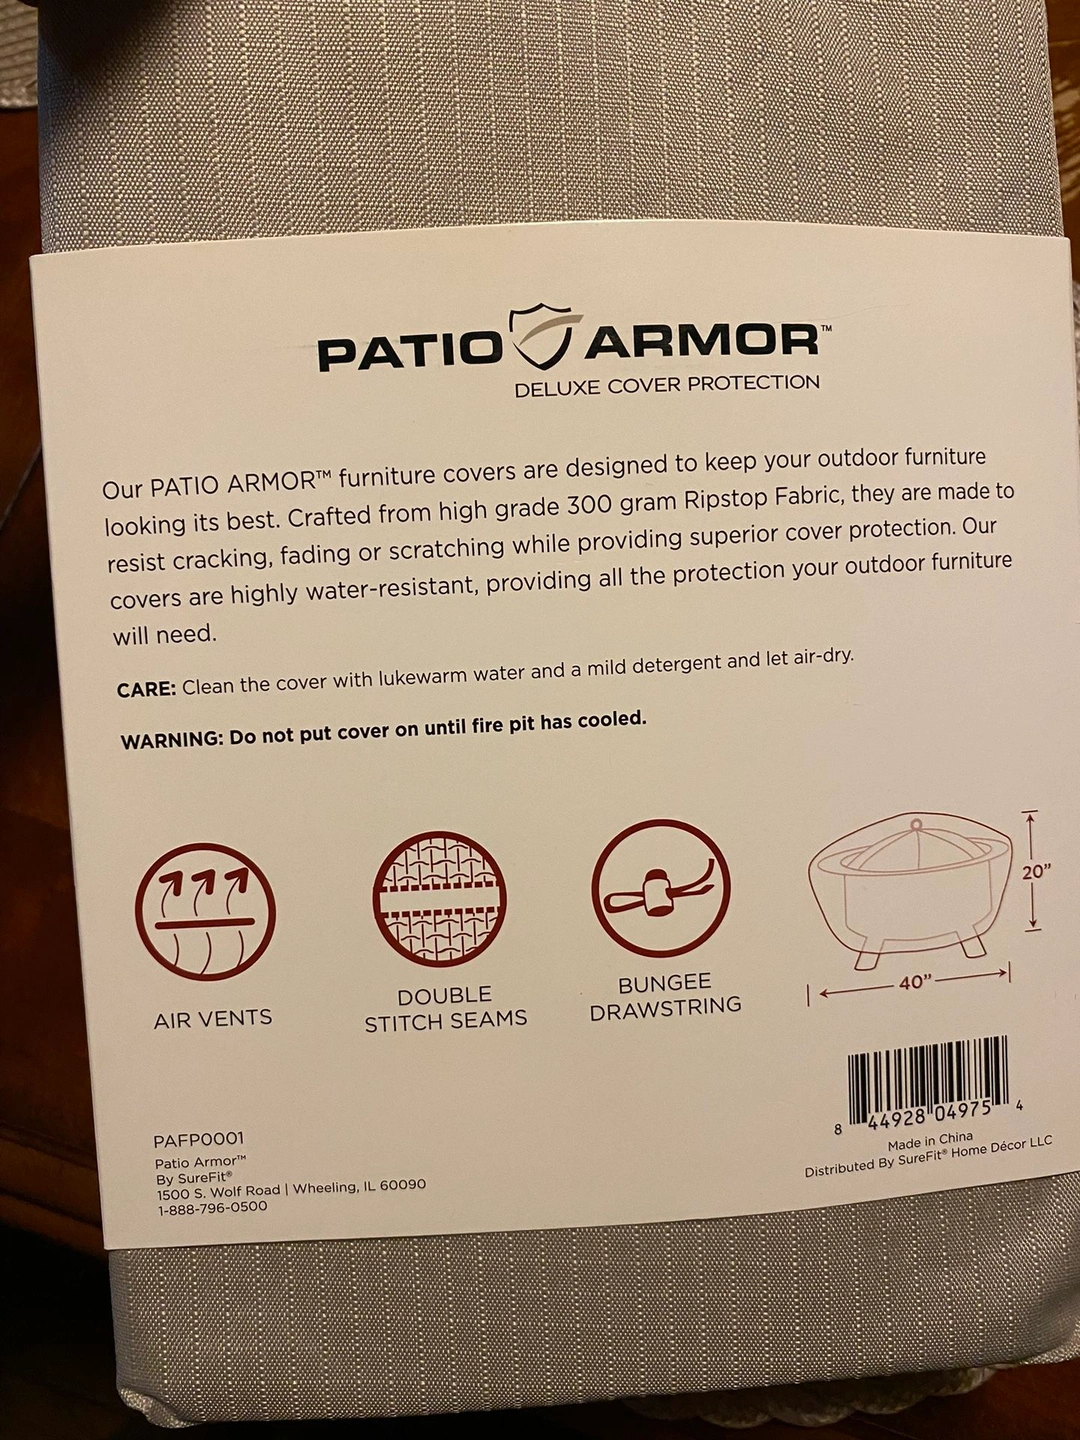 PATIO ARMOR™
DELUXE COVER PROTECTION
Our PATIO ARMOR™ furniture covers are designed to keep your outdoor furniture
looking its best. Crafted from high grade 300 gram Ripstop Fabric, they are made to
resist cracking, fading or scratching while providing superior cover protection. Our
covers are highly water-resistant, providing all the protection your outdoor furniture
will need.
CARE: Clean the cover with lukewarm water and a mild detergent and let air-dry.
WARNING: Do not put cover on until fire pit has cooled.
AIR VENTS
DOUBLE
STITCH SEAMS
BUNGEE
DRAWSTRING
20”
40”
8 44928 04975 4
Made in China
Distributed By SureFit® Home Décor LLC
PAFP0001
Patio Armor™
By SureFit®
1500 S. Wolf Road | Wheeling, IL 60090
1-888-796-0500